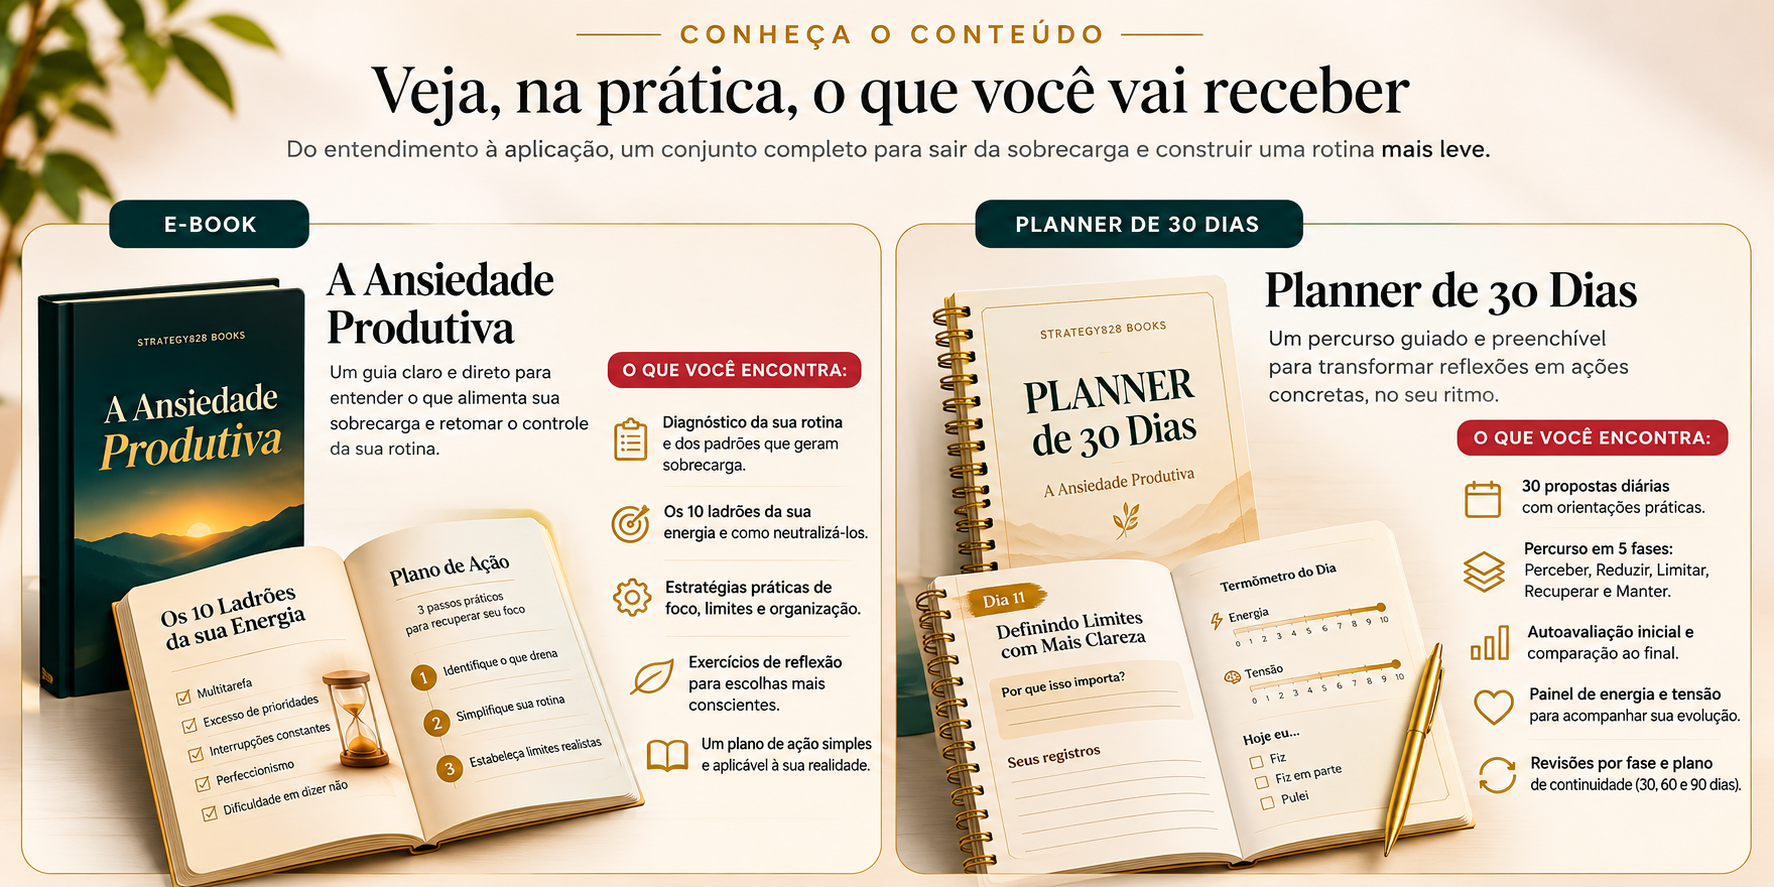 CONHEÇA O CONTEÚDO
Veja, na prática, o que você vai receber
Do entendimento à aplicação, um conjunto completo para sair da sobrecarga e construir uma rotina mais leve.
E-BOOK
STRATEGY828 BOOKS
A Ansiedade
Produtiva
A Ansiedade
Produtiva
Um guia claro e direto para
entender o que alimenta sua
sobrecarga e retomar o controle
da sua rotina.
O QUE VOCÊ ENCONTRA:
Diagnóstico da sua rotina
e dos padrões que geram
sobrecarga.
Os 10 ladrões da sua
energia e como neutralizá-los.
Estratégias práticas de
foco, limites e organização.
Exercícios de reflexão
para escolhas mais
conscientes.
Um plano de ação simples
e aplicável à sua realidade.
Os 10 Ladrões
da sua Energia
Multitarefa
Excesso de prioridades
Interrupções constantes
Perfeccionismo
Dificuldade em dizer não
Plano de Ação
3 passos práticos
para recuperar seu foco
1 Identifique o que drena
2 Simplifique sua rotina
3 Estabeleça limites realistas
PLANNER DE 30 DIAS
STRATEGY828 BOOKS
PLANNER
de 30 Dias
A Ansiedade Produtiva
Planner de 30 Dias
Um percurso guiado e preenchível
para transformar reflexões em ações
concretas, no seu ritmo.
O QUE VOCÊ ENCONTRA:
30 propostas diárias
com orientações práticas.
Percurso em 5 fases:
Perceber, Reduzir, Limitar,
Recuperar e Manter.
Autoavaliação inicial e
comparação ao final.
Painel de energia e tensão
para acompanhar sua evolução.
Revisões por fase e plano
de continuidade (30, 60 e 90 dias).
Dia 11
Definindo Limites
com Mais Clareza
Por que isso importa?
Seus registros
Termômetro do Dia
Energia
0 1 2 3 4 5 6 7 8 9 10
Tensão
0 1 2 3 4 5 6 7 8 9 10
Hoje eu...
Fiz
Fiz em parte
Pulei